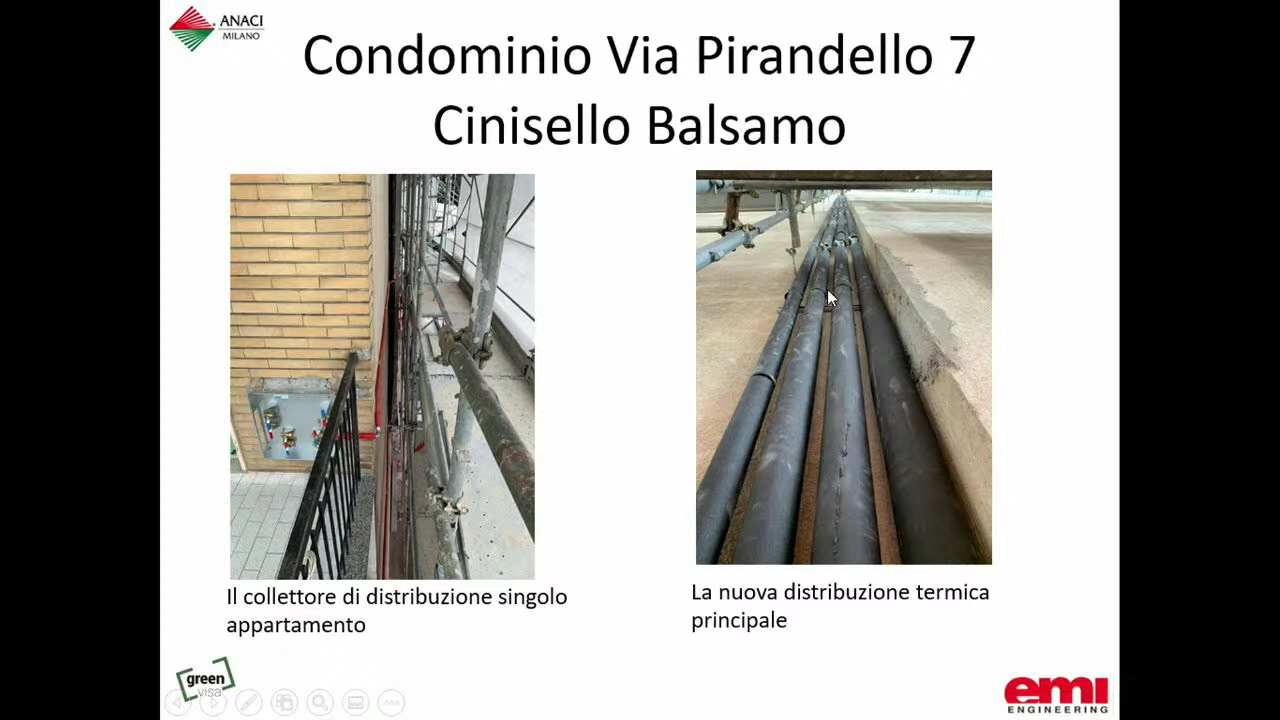 ANACI
MILANO
Condominio Via Pirandello 7
Cinisello Balsamo
Il collettore di distribuzione singolo
appartamento
La nuova distribuzione termica
principale
green
visa
emi
ENGINEERING